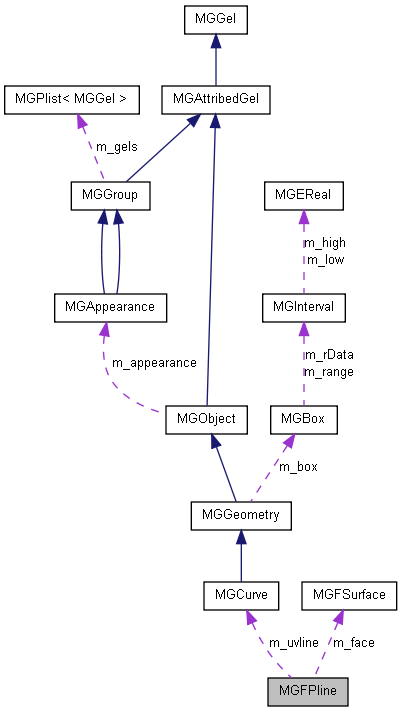 MGGel
MGPlist< MGGel >
MGAttribedGel
m_gels
MGGroup
MGEReal
m_high
m_low
MGAppearance
MGInterval
m_appearance
m_rData
m_range
MGObject
MGBox
m_box
MGGeometry
MGCurve
MGFSurface
m_uvline
m_face
MGFPline